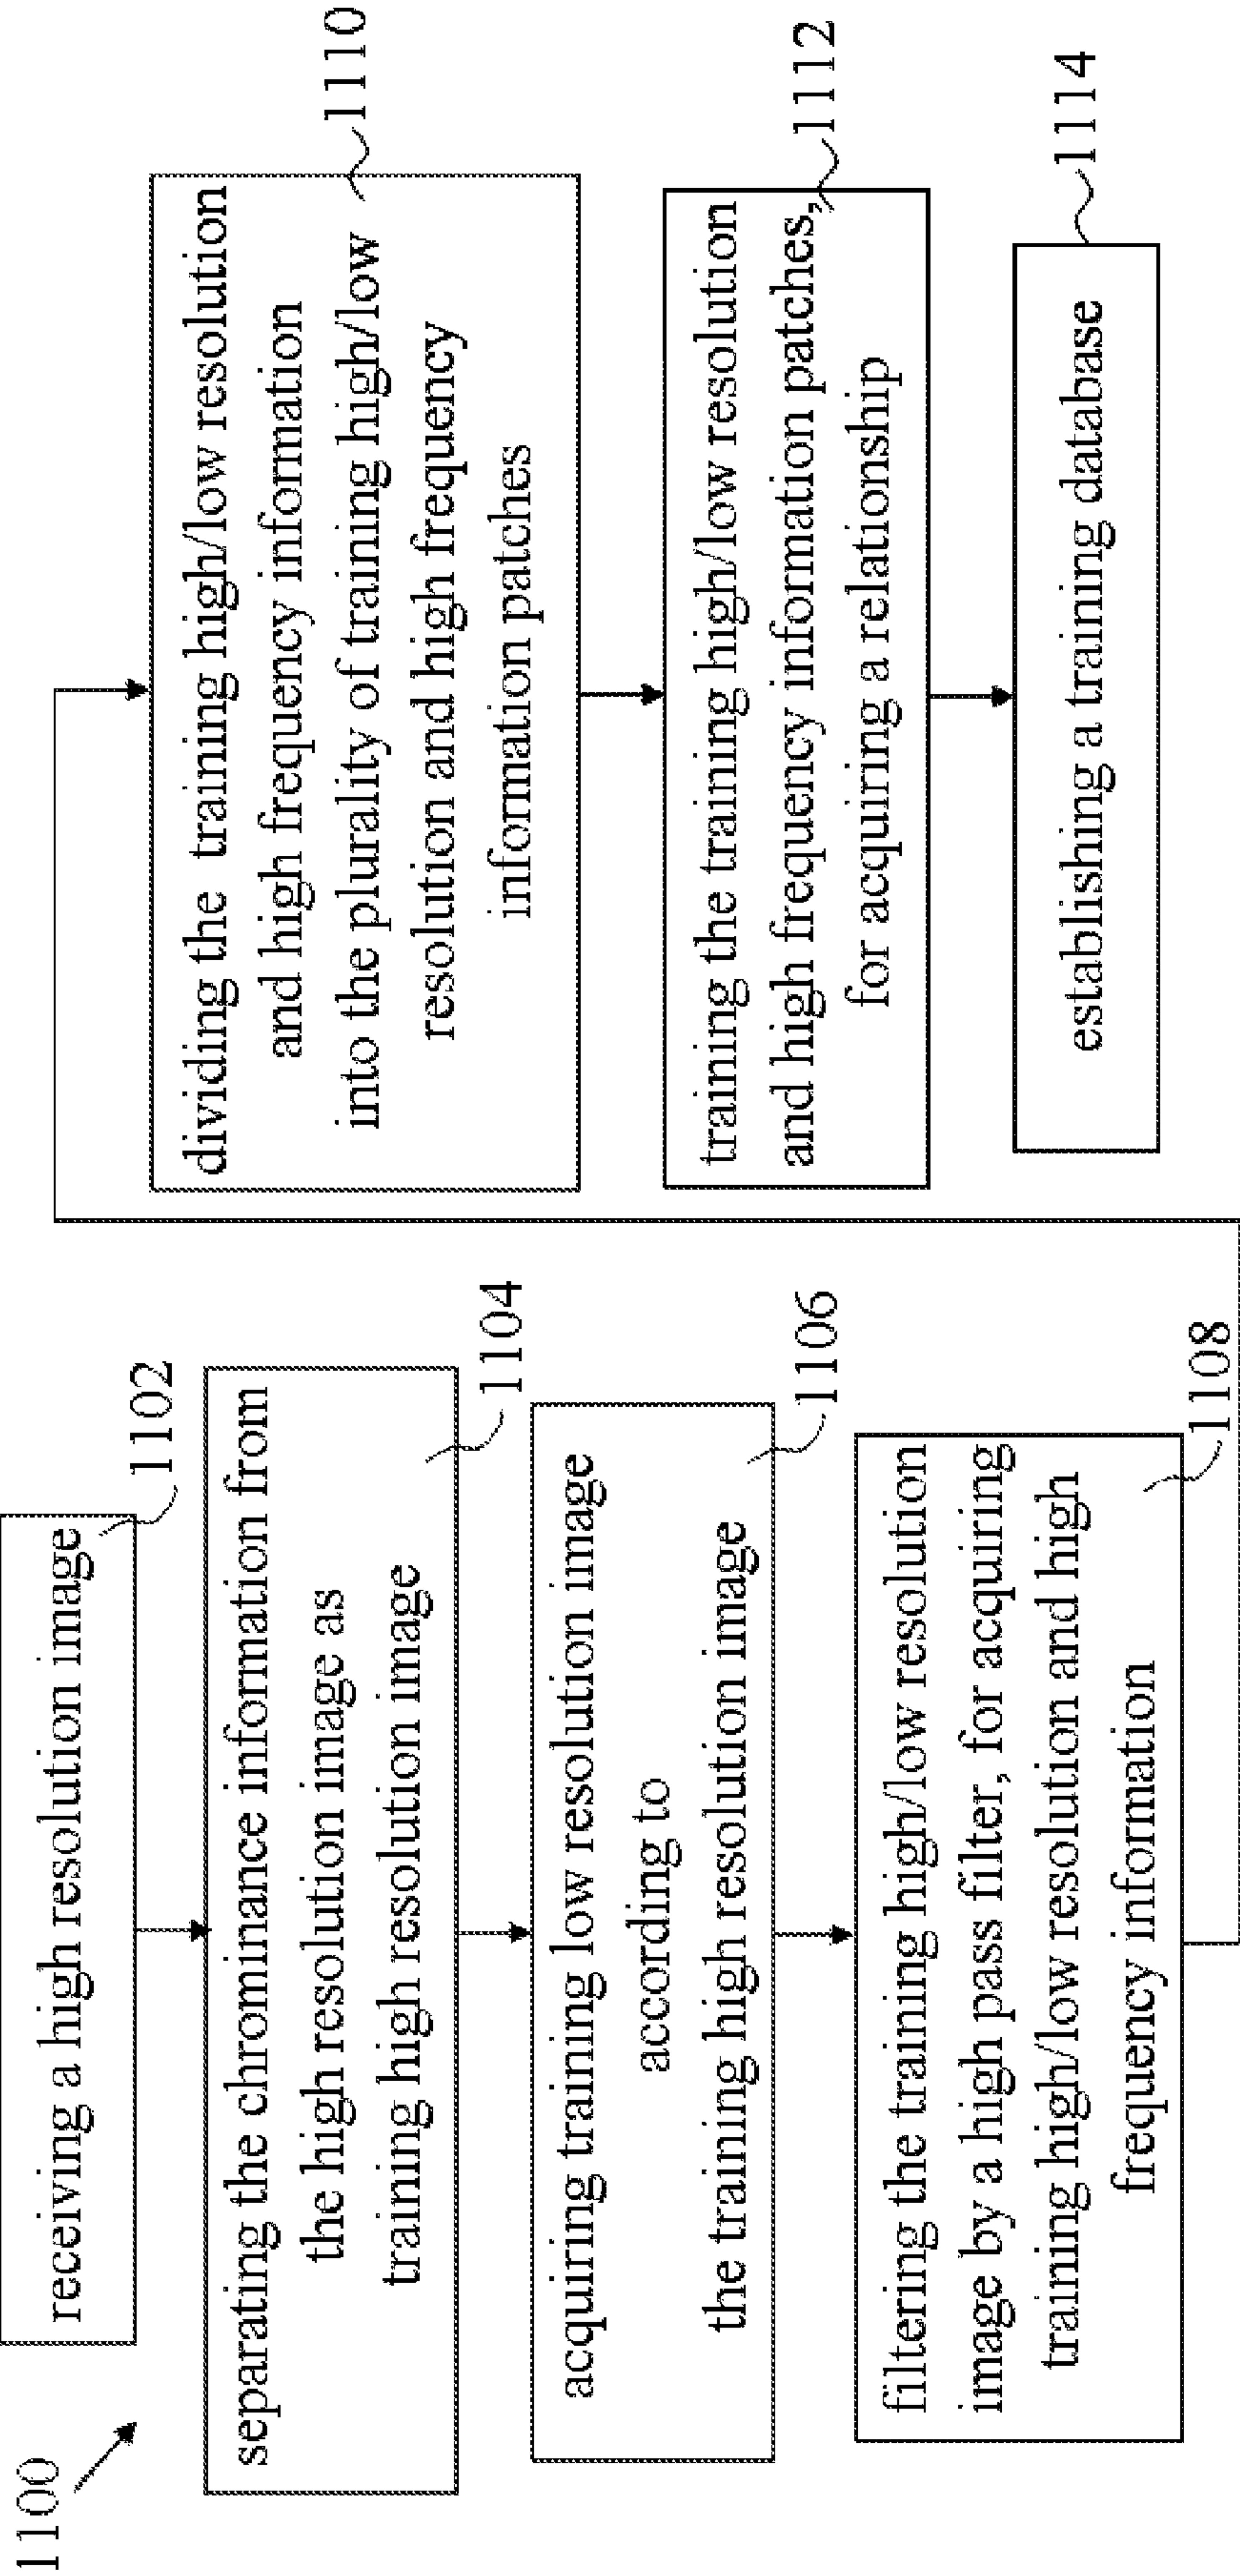 1100
receiving a high resolution image
1102
separating the chrominance information from
the high resolution image as
training high resolution image
1104
acquiring training low resolution image
according to
the training high resolution image
1106
filtering the training high/low resolution
image by a high pass filter, for acquiring
training high/low resolution and high
frequency information
1108
dividing the training high/low resolution
and high frequency information
into the plurality of training high/low
resolution and high frequency
information patches
1110
training the training high/low resolution
and high frequency information patches,
for acquiring a relationship
1112
establishing a training database
1114